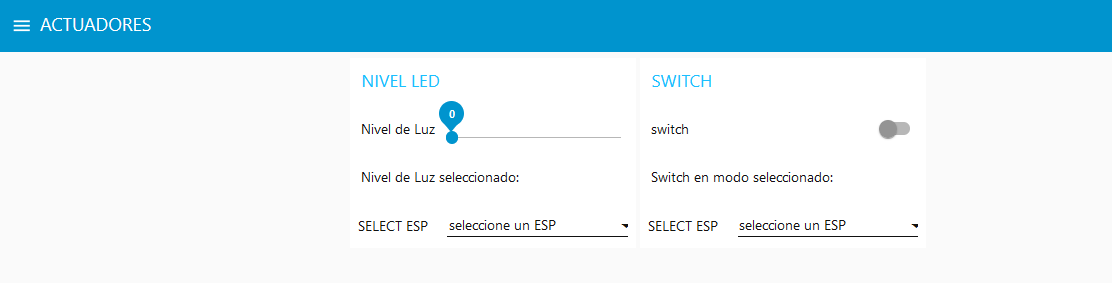 ACTUADORES
NIVEL LED
Nivel de Luz
0
Nivel de Luz seleccionado:
SELECT ESP
seleccione un ESP
SWITCH
switch
Switch en modo seleccionado:
SELECT ESP
seleccione un ESP